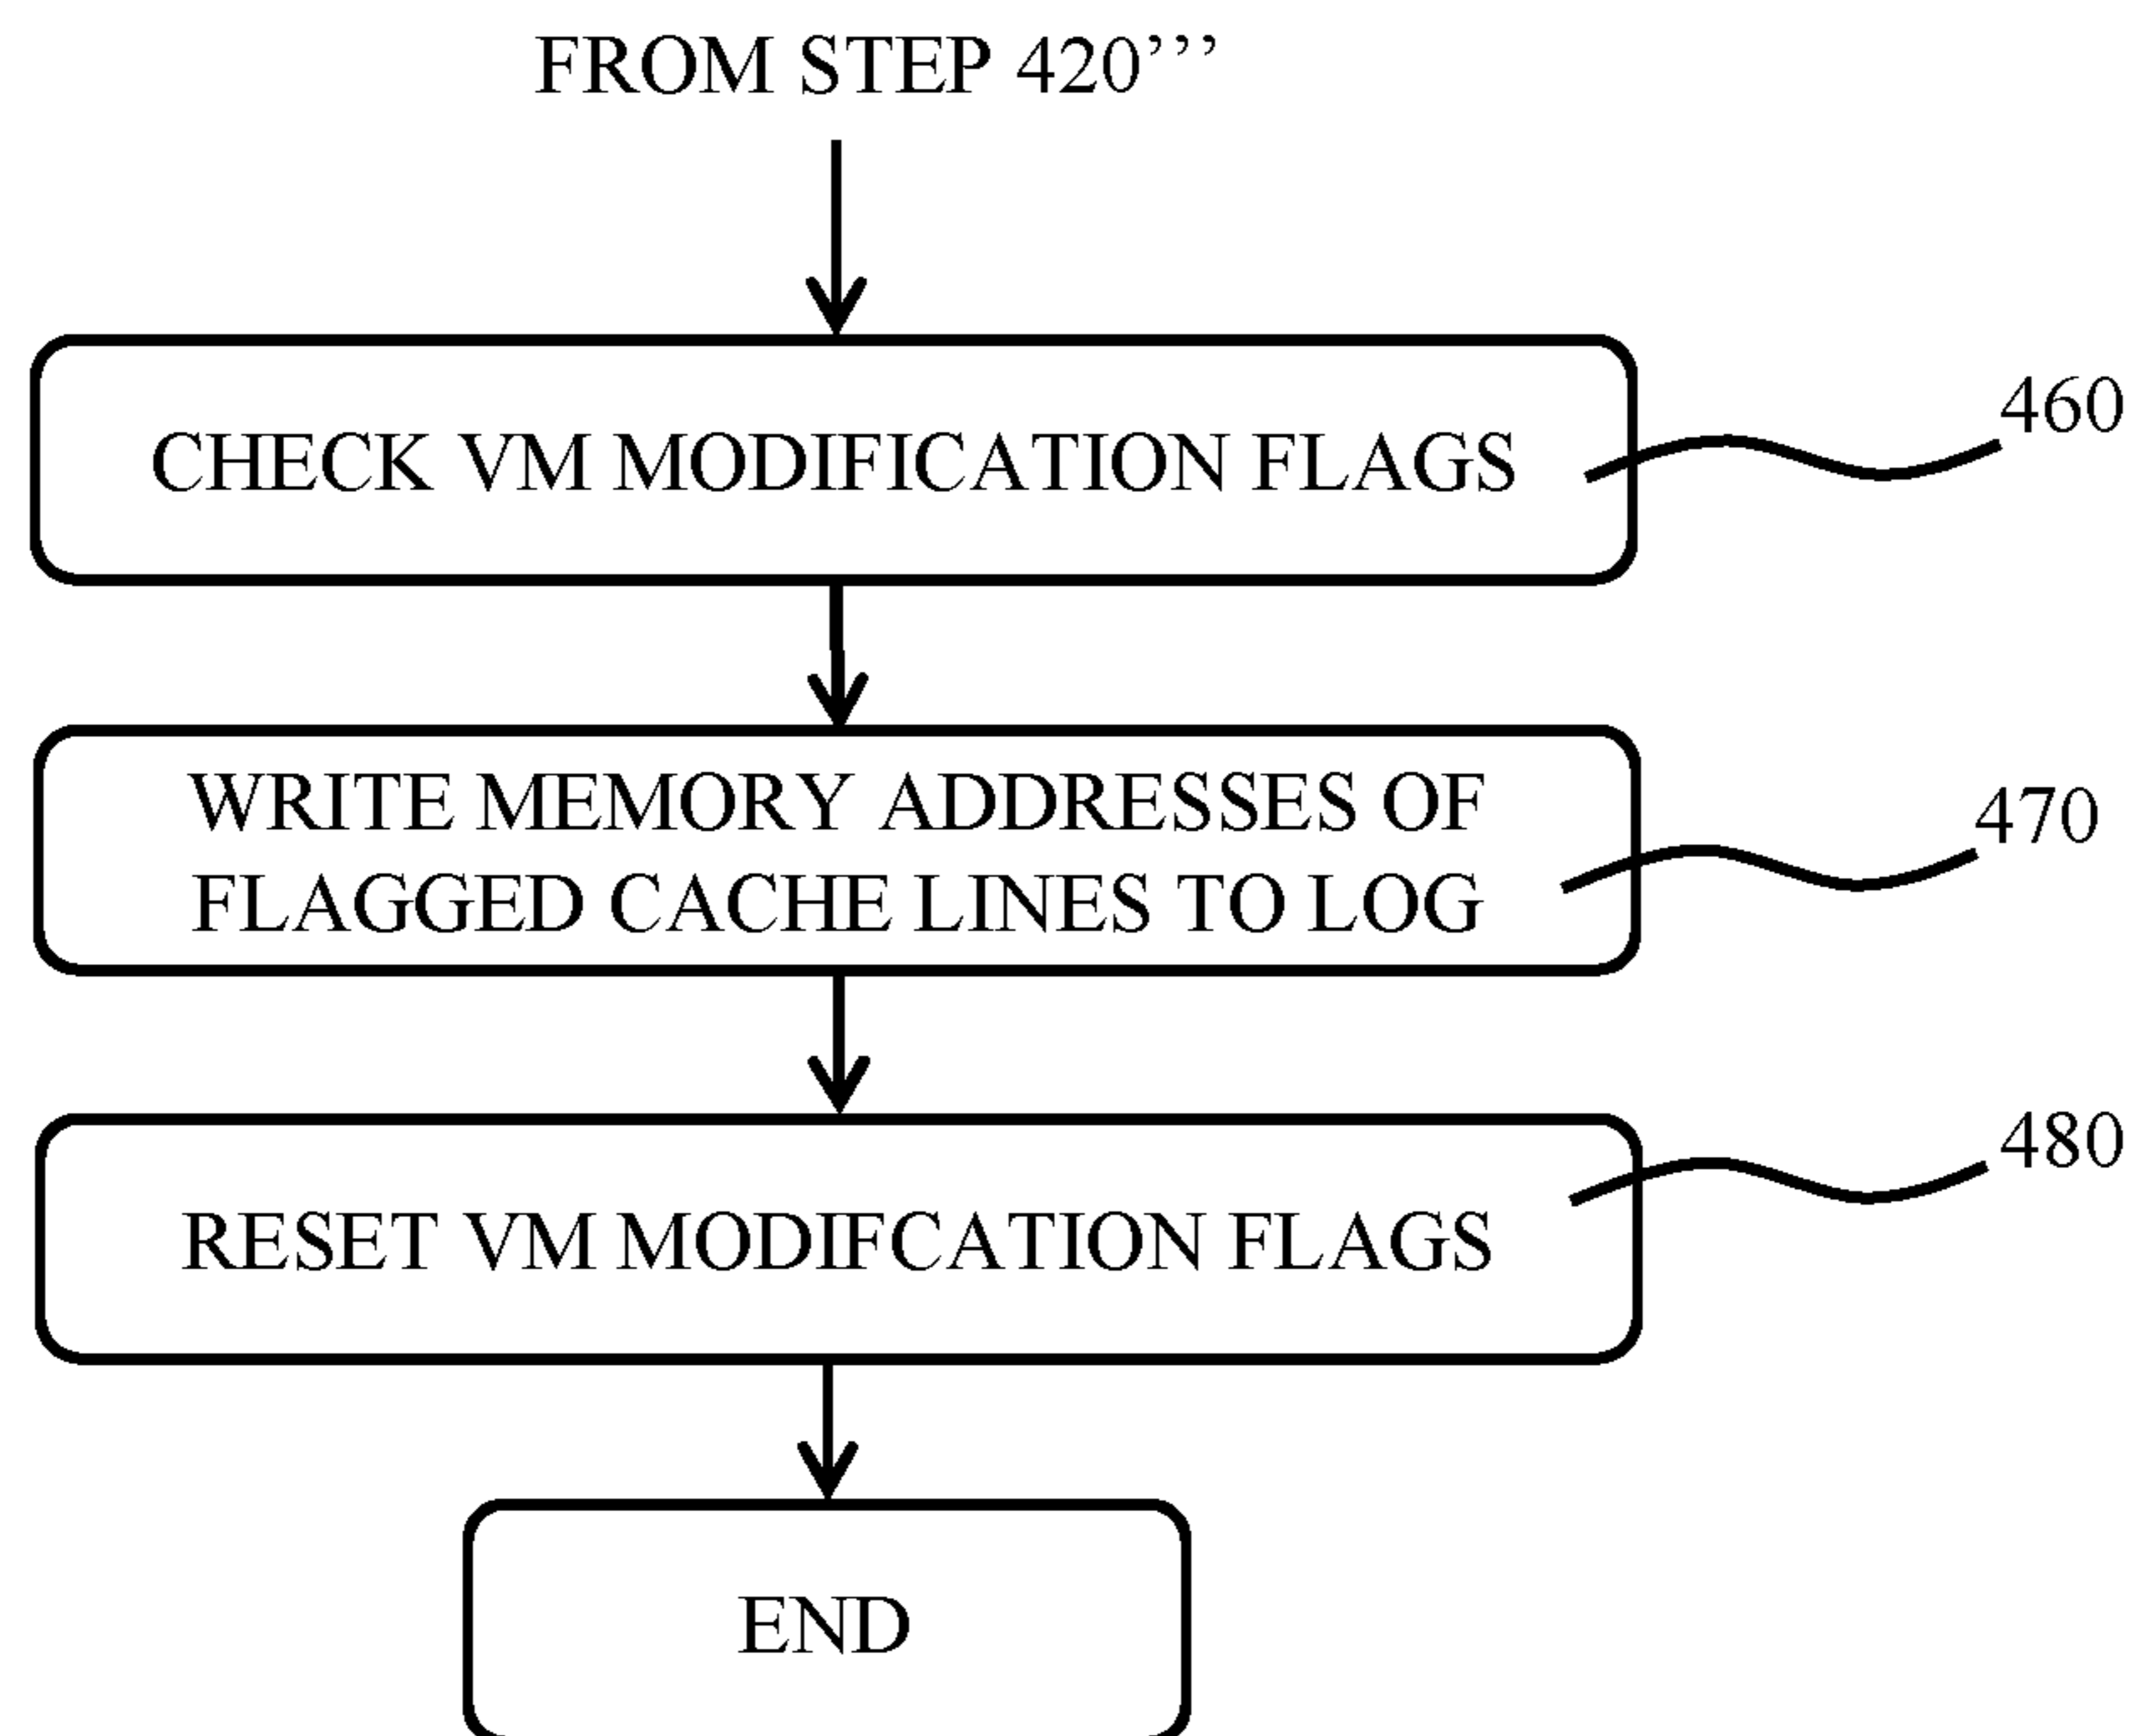 FROM STEP 420’’’
CHECK VM MODIFICATION FLAGS
460
WRITE MEMORY ADDRESSES OF
FLAGGED CACHE LINES TO LOG
470
RESET VM MODIFCATION FLAGS
480
END